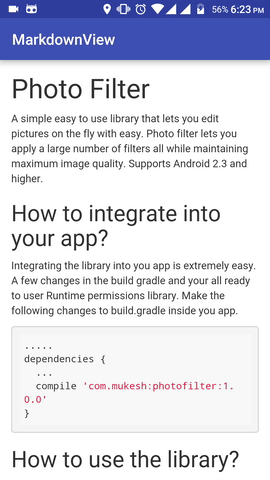 56% 6:23 PM
MarkdownView
Photo Filter
A simple easy to use library that lets you edit
pictures on the fly with easy. Photo filter lets you
apply a large number of filters all while maintaining
maximum image quality. Supports Android 2.3 and
higher.
How to integrate into
your app?
Integrating the library into you app is extremely easy.
A few changes in the build gradle and your all ready
to user Runtime permissions library. Make the
following changes to build.gradle inside you app.
.....
dependencies {
...
compile 'com.mukesh:photofilter:1.
0.0'
}
How to use the library?